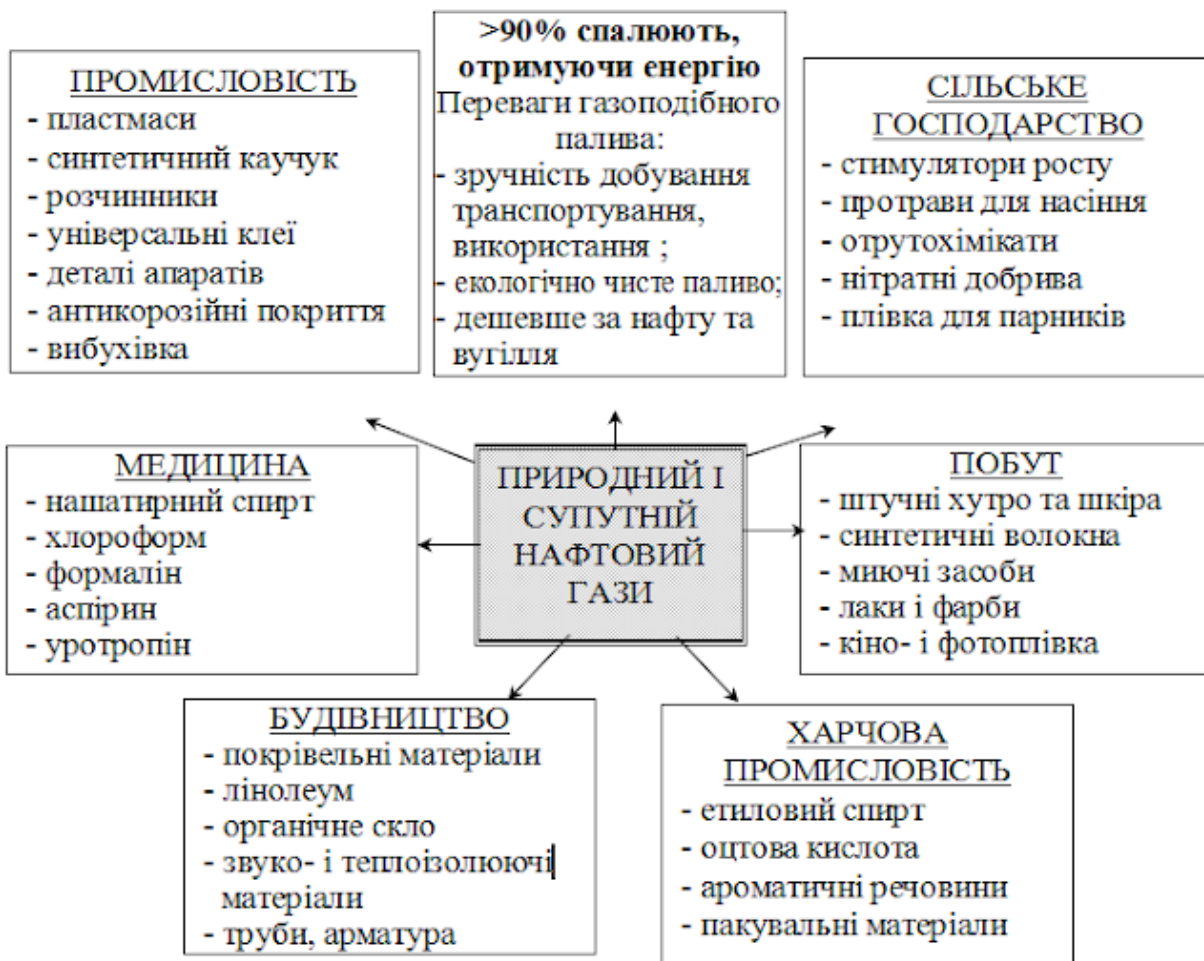 ПРОМИСЛОВІСТЬ
- пластмаси
- синтетичний каучук
- розчинники
- універсальні клеї
- деталі апаратів
- антикорозійні покриття
- вибухівка
>90% спалюють,
отримуючи енергію
Переваги газоподібного
палива:
- зручність добування
транспортування,
використання ;
- екологічно чисте паливо;
- дешевше за нафту та
вугілля
СІЛЬСЬКЕ
ГОСПОДАРСТВО
- стимулятори росту
- протрави для насіння
- отрутохімікати
- нітратні добрива
- плівка для парників
МЕДИЦИНА
- нашатирний спирт
- хлороформ
- формалін
- аспірин
- уротропін
ПРИРОДНИЙ І
СУПУТНІЙ
НАФТОВИЙ
ГАЗИ
ПОБУТ
- штучні хутро та шкіра
- синтетичні волокна
- миючі засоби
- лаки і фарби
- кіно- і фотоплівка
БУДІВНИЦТВО
- покрівельні матеріали
- лінолеум
- органічне скло
- звуко- і теплоізолюючі
матеріали
- труби, арматура
ХАРЧОВА
ПРОМИСЛОВІСТЬ
- етиловий спирт
- оцтова кислота
- ароматичні речовини
- пакувальні матеріали